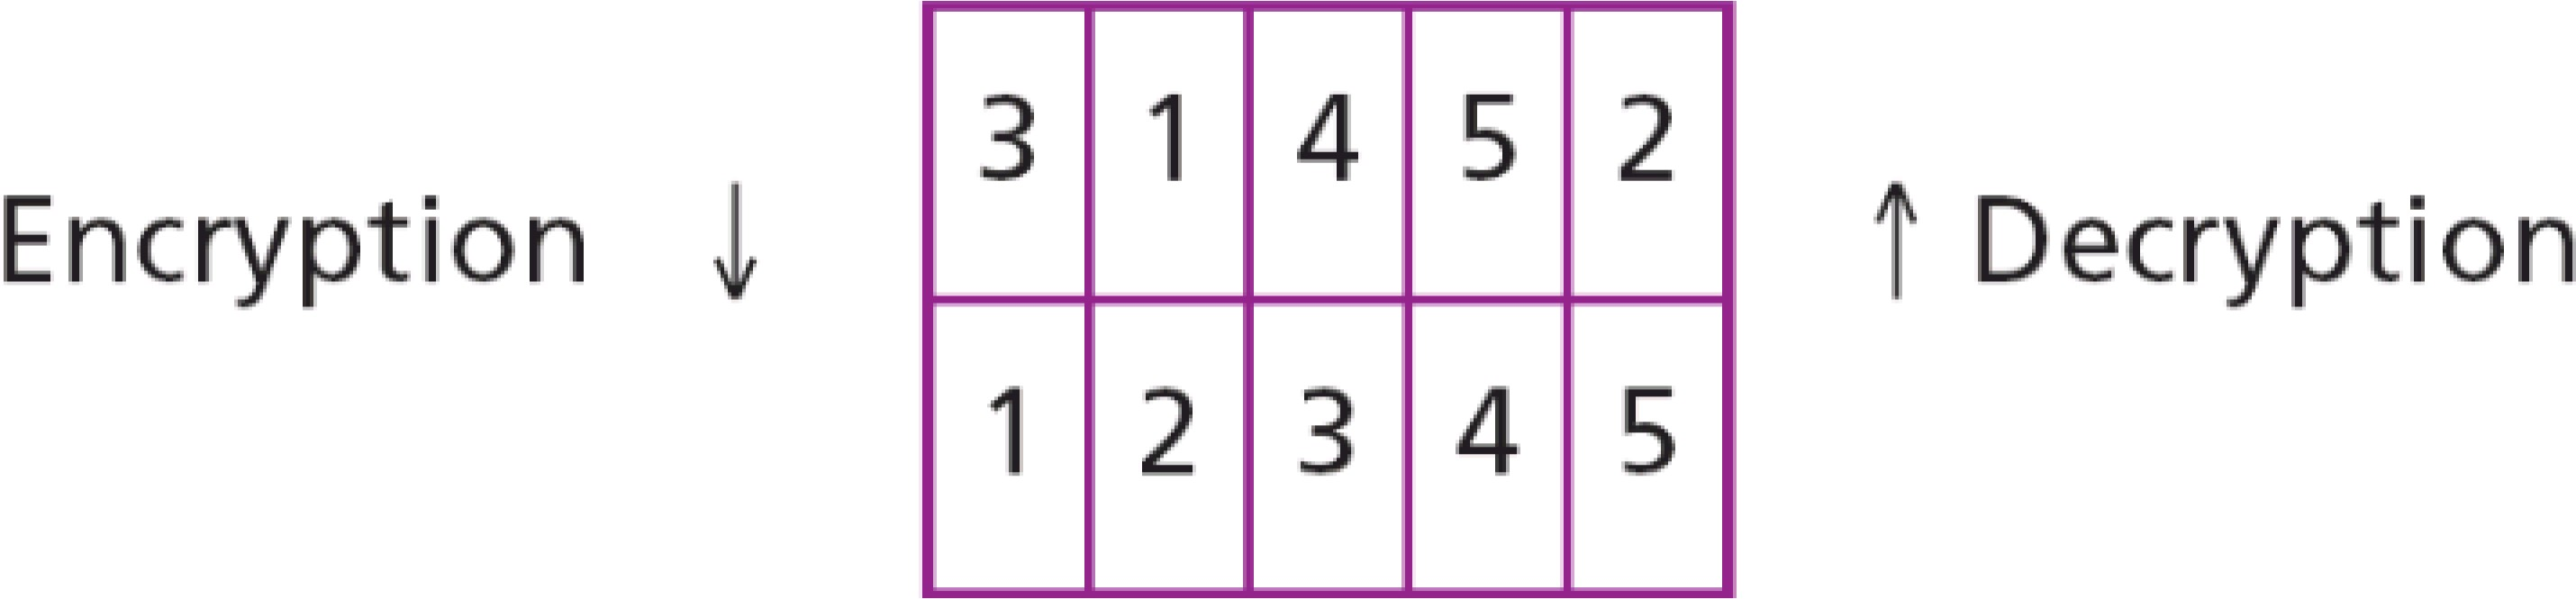 3 1 4 5 2
Encryption ↓ ↑ Decryption
1 2 3 4 5